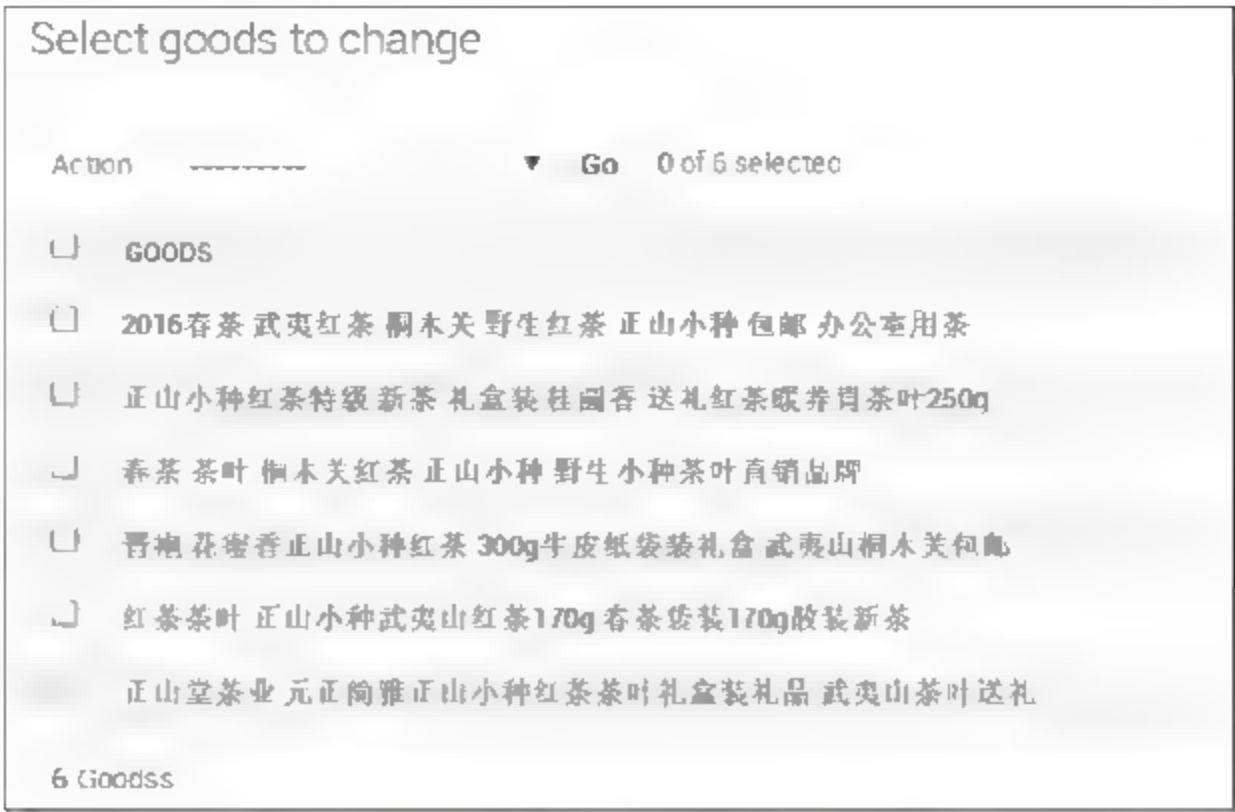 Select goods to change
Action --------- Go 0 of 6 selected
GOODS
2016春茶 武夷红茶 桐木关 野生红茶 正山小种 包邮 办公室用茶
正山小种红茶特级 新茶 礼盒装桂圆香 送礼红茶暖养胃茶叶250g
春茶 茶叶 桐木关红茶 正山小种 野生小种茶叶直销品牌
花蜜香正山小种红茶 300g牛皮纸袋装礼盒 武夷山桐木关包邮
红茶茶叶 正山小种武夷山红茶170g 春茶袋装170g散装新茶
正山堂茶业 元正简雅正山小种红茶茶叶礼盒装礼品 武夷山茶叶送礼
6 Goodss